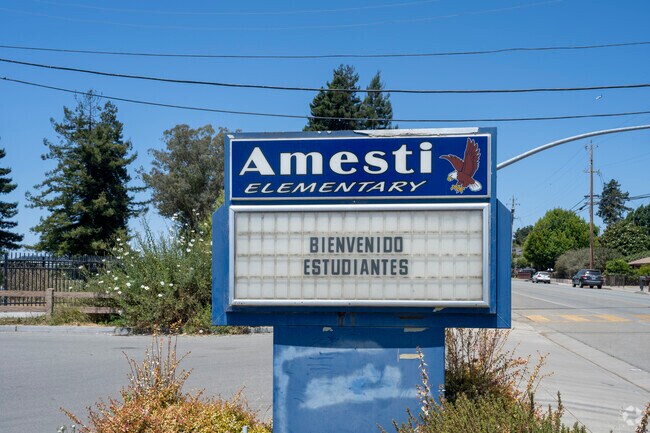 Amesti
ELEMENTARY
BIENVENIDO
ESTUDIANTES